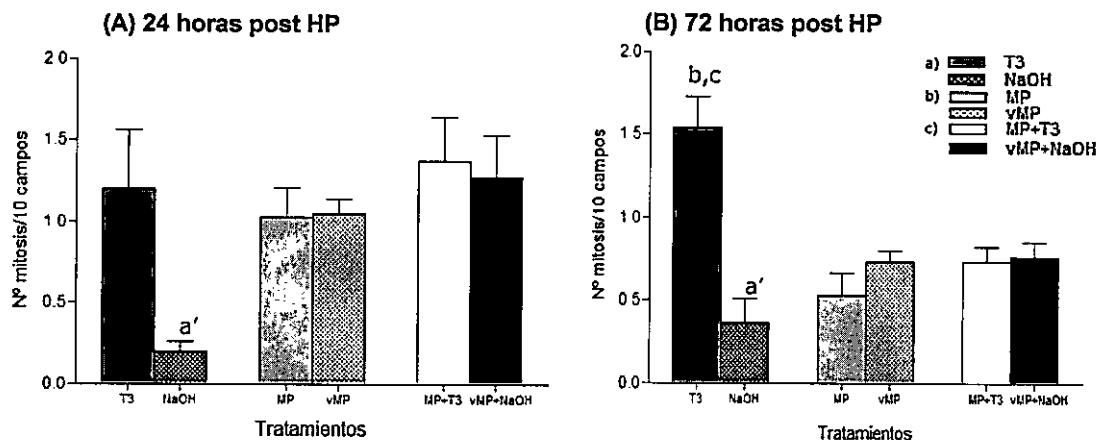 (A) 24 horas post HP
Nº mitosis/10 campos
2.0
1.5
1.0
0.5
0.0
a'
T3 NaOH MP vMP MP+T3 vMP+NaOH
Tratamientos
(B) 72 horas post HP
Nº mitosis/10 campos
2.0
1.5
1.0
0.5
0.0
b,c
a'
a) T3
NaOH
b) MP
vMP
c) MP+T3
vMP+NaOH
T3 NaOH MP vMP MP+T3 vMP+NaOH
Tratamientos